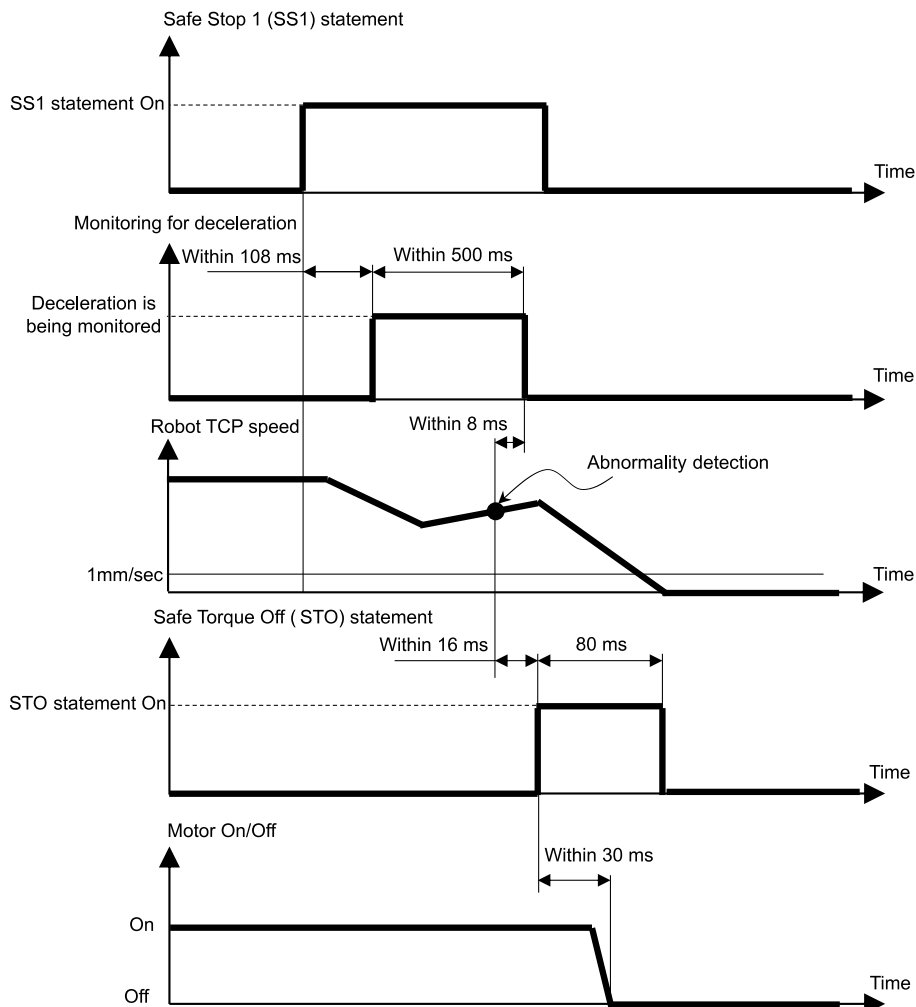 Safe Stop 1 (SS1) statement
SS1 statement On
Time
Monitoring for deceleration
Within 108 ms
Within 500 ms
Deceleration is
being monitored
Time
Within 8 ms
Robot TCP speed
Abnormality detection
1mm/sec
Time
Safe Torque Off ( STO) statement
Within 16 ms
80 ms
STO statement On
Time
Motor On/Off
Within 30 ms
On
Time
Off